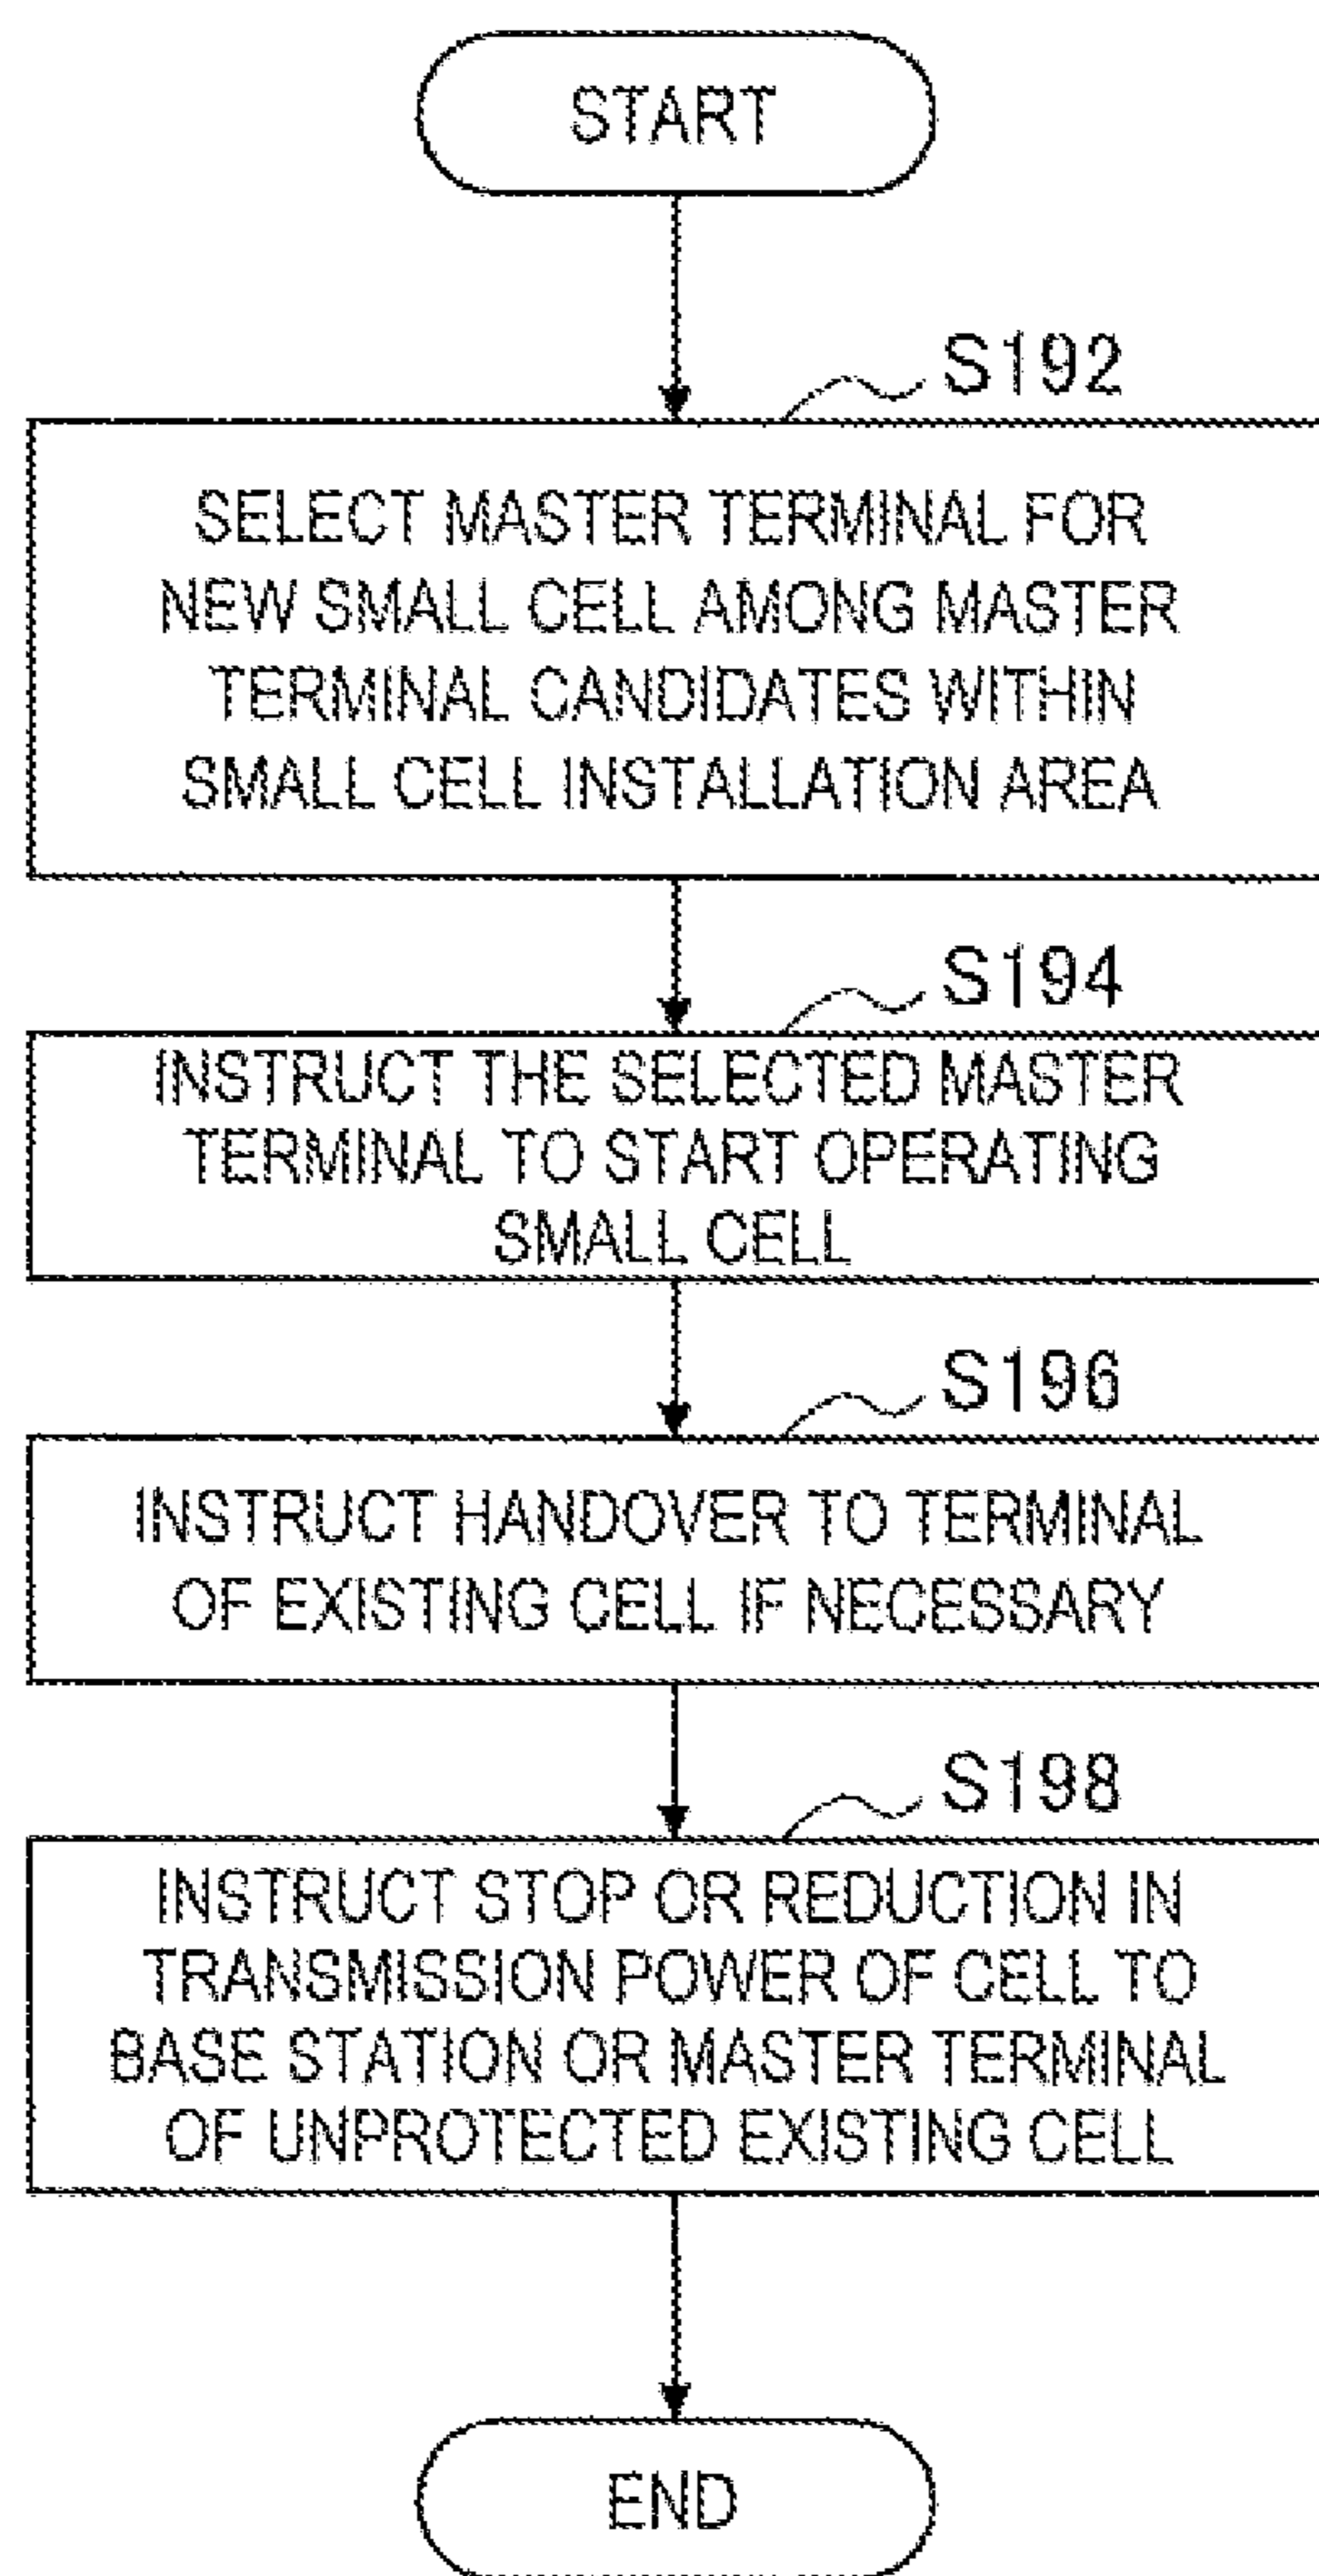 START
S192
SELECT MASTER TERMINAL FOR
NEW SMALL CELL AMONG MASTER
TERMINAL CANDIDATES WITHIN
SMALL CELL INSTALLATION AREA
S194
INSTRUCT THE SELECTED MASTER
TERMINAL TO START OPERATING
SMALL CELL
S196
INSTRUCT HANDOVER TO TERMINAL
OF EXISTING CELL IF NECESSARY
S198
INSTRUCT STOP OR REDUCTION IN
TRANSMISSION POWER OF CELL TO
BASE STATION OR MASTER TERMINAL
OF UNPROTECTED EXISTING CELL
END